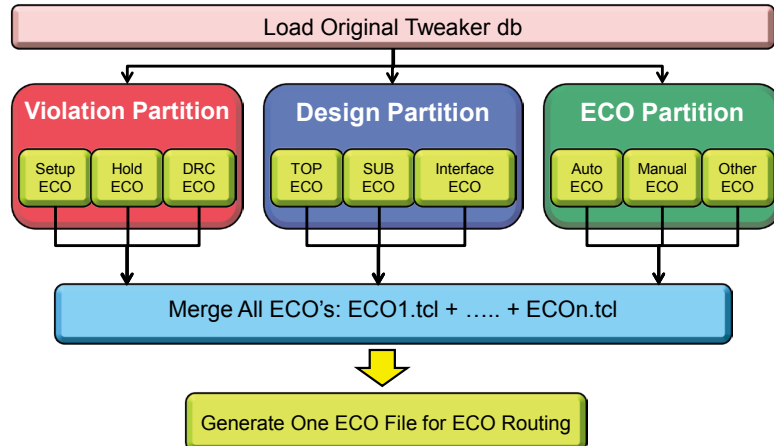 Load Original Tweaker db
Violation Partition
Setup
ECO
Hold
ECO
DRC
ECO
Design Partition
TOP
ECO
SUB
ECO
Interface
ECO
ECO Partition
Auto
ECO
Manual
ECO
Other
ECO
Merge All ECO's: ECO1.tcl + ….. + ECOn.tcl
Generate One ECO File for ECO Routing